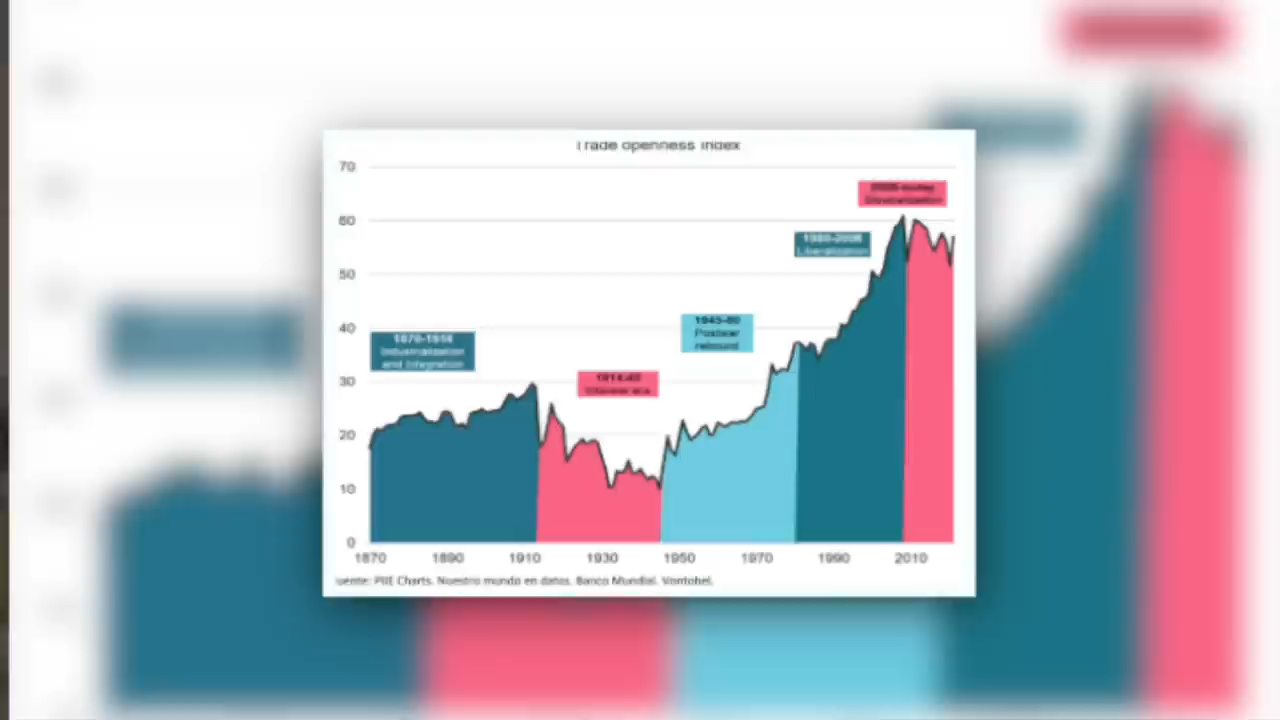 Trade openness index
70
60
50
40
30
20
10
0
2008-today
1980-2008
Liberalization
1945-80
Postwar
rebound
1870-1914
Industrialization
and integration
1914-45
1870 1890 1910 1930 1950 1970 1990 2010
uente: PIIE Charts. Nuestro mundo en datos. Banco Mundial. Vontobel.